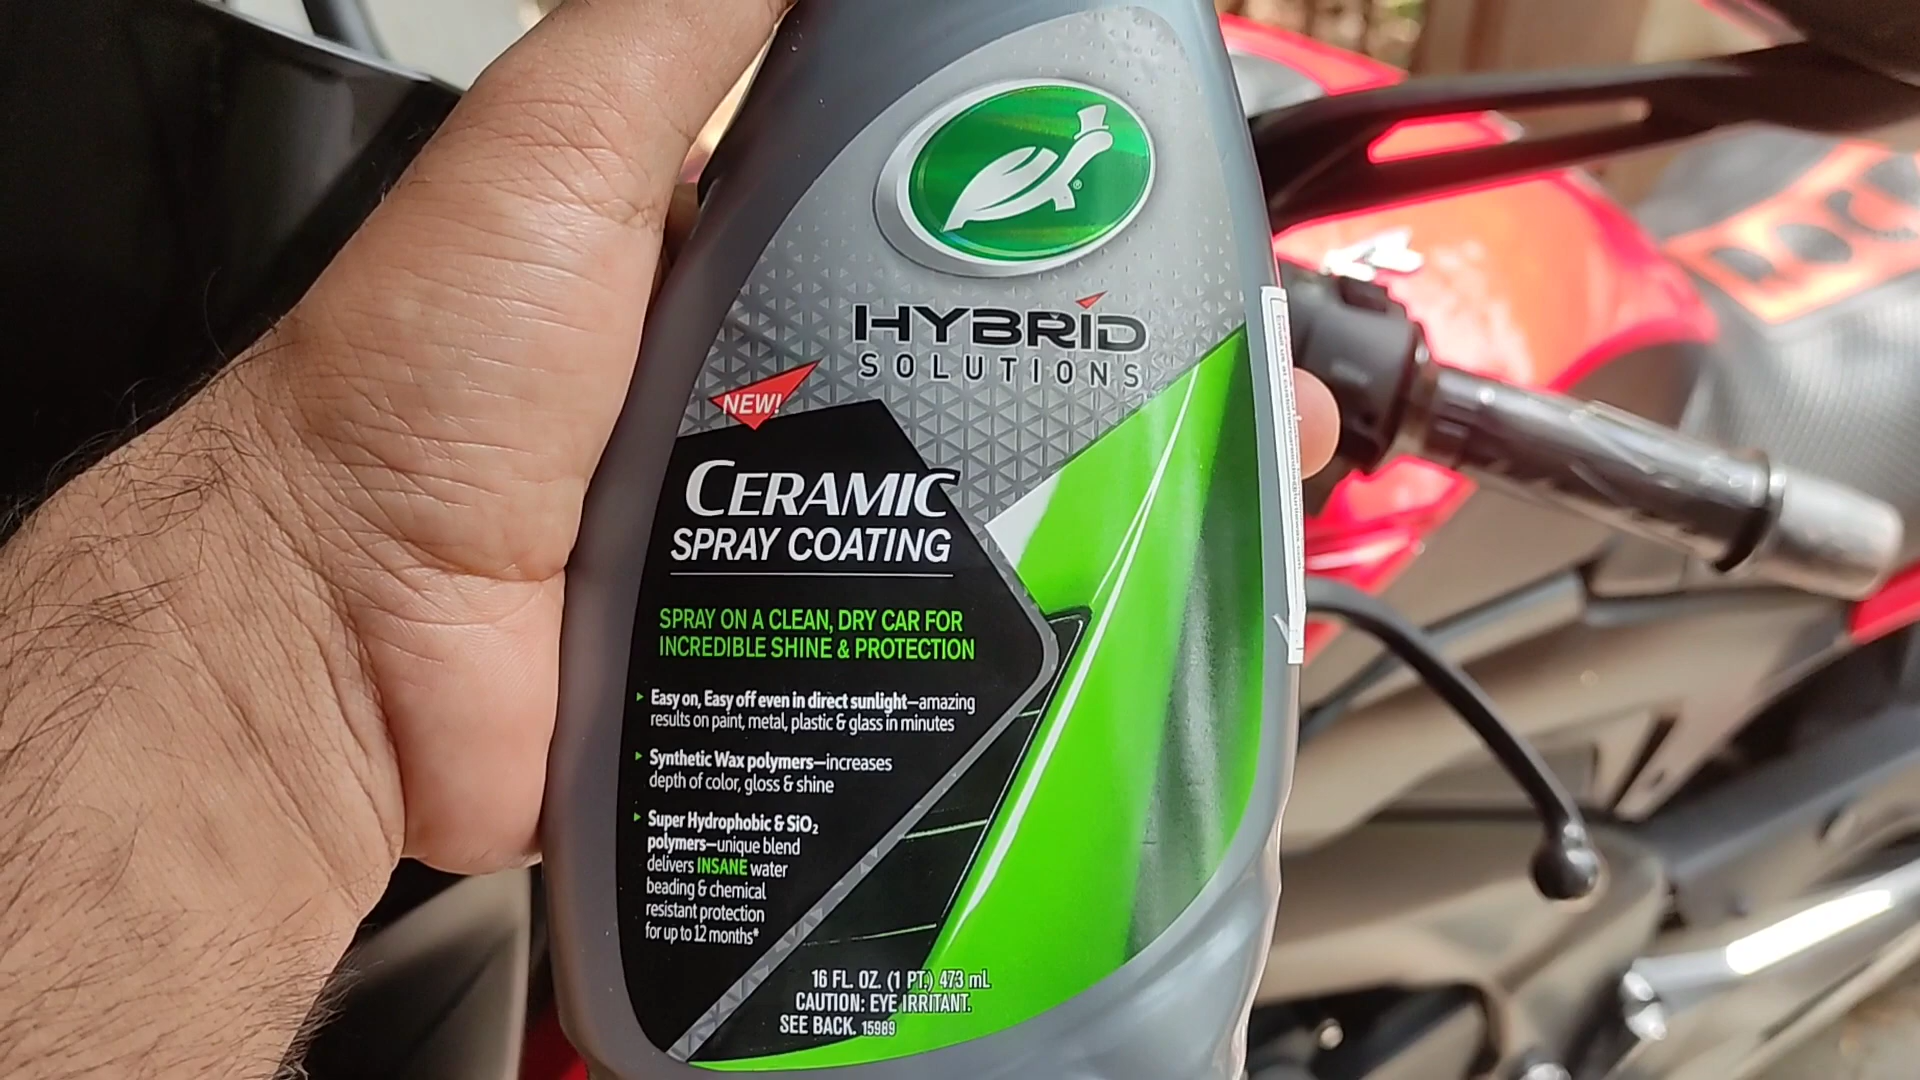 HYBRID
SOLUTIONS
NEW!
CERAMIC
SPRAY COATING
SPRAY ON A CLEAN, DRY CAR FOR
INCREDIBLE SHINE & PROTECTION
Easy on, Easy off even in direct sunlight—amazing
results on paint, metal, plastic & glass in minutes
Synthetic Wax polymers—increases
depth of color, gloss & shine
Super Hydrophobic & SiO₂
polymers—unique blend
delivers INSANE water
beading & chemical
resistant protection
for up to 12 months*
16 FL. OZ. (1 PT.) 473 mL
CAUTION: EYE IRRITANT.
SEE BACK. 15989